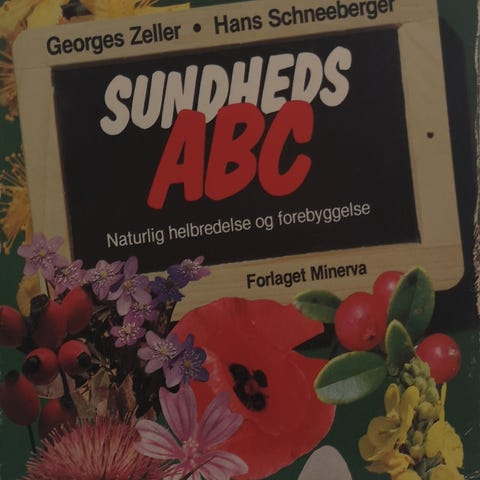 Georges Zeller • Hans Schneeberger
SUNDHEDS
ABC
Naturlig helbredelse og forebyggelse
Forlaget Minerva